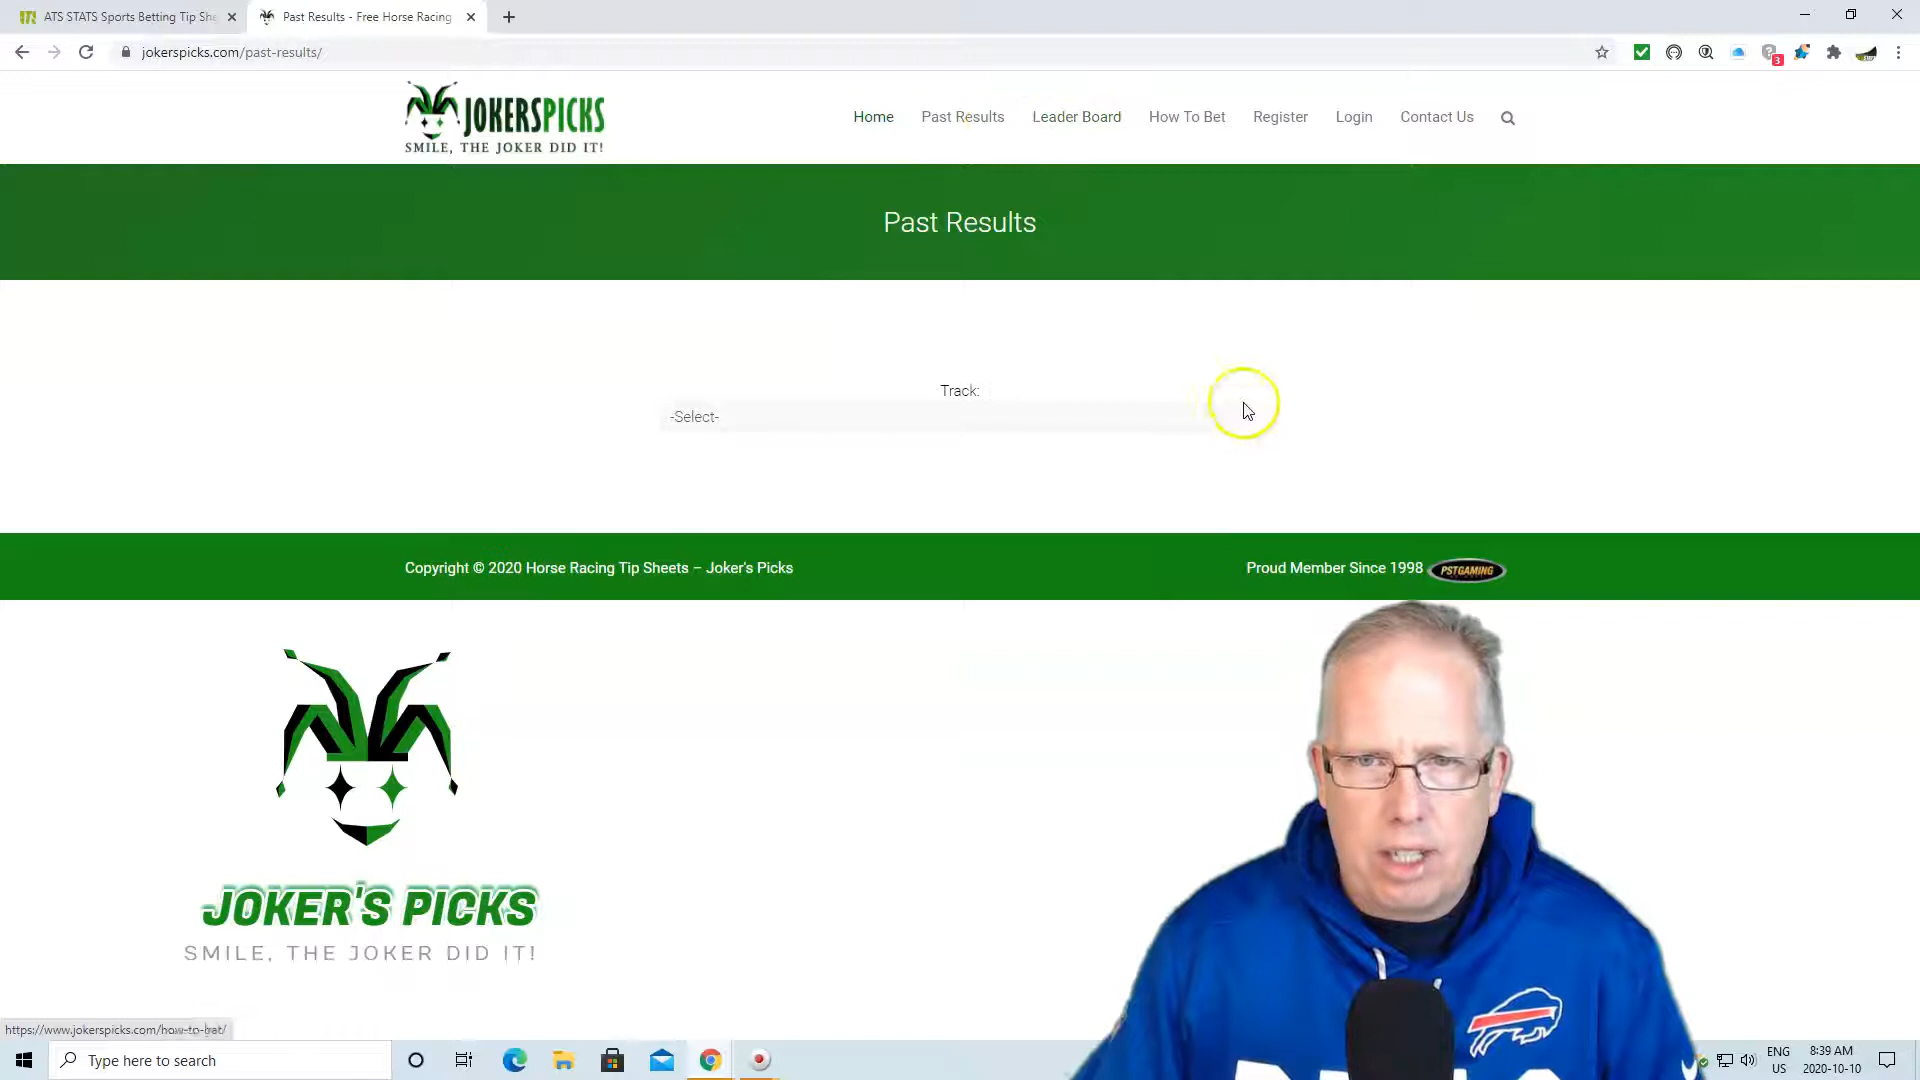 ATS STATS Sports Betting Tip She
Past Results - Free Horse Racing
jokerspicks.com/past-results/
3
JOKERSPICKS
SMILE, THE JOKER DID IT!
Home Past Results Leader Board How To Bet Register Login Contact Us
Past Results
Track:
-Select-
Copyright © 2020 Horse Racing Tip Sheets – Joker's Picks
Proud Member Since 1998 PSTGAMING
JOKER'S PICKS
SMILE, THE JOKER DID IT!
https://www.jokerspicks.com/how-to-bet/
Type here to search
ENG
US
8:39 AM
2020-10-10